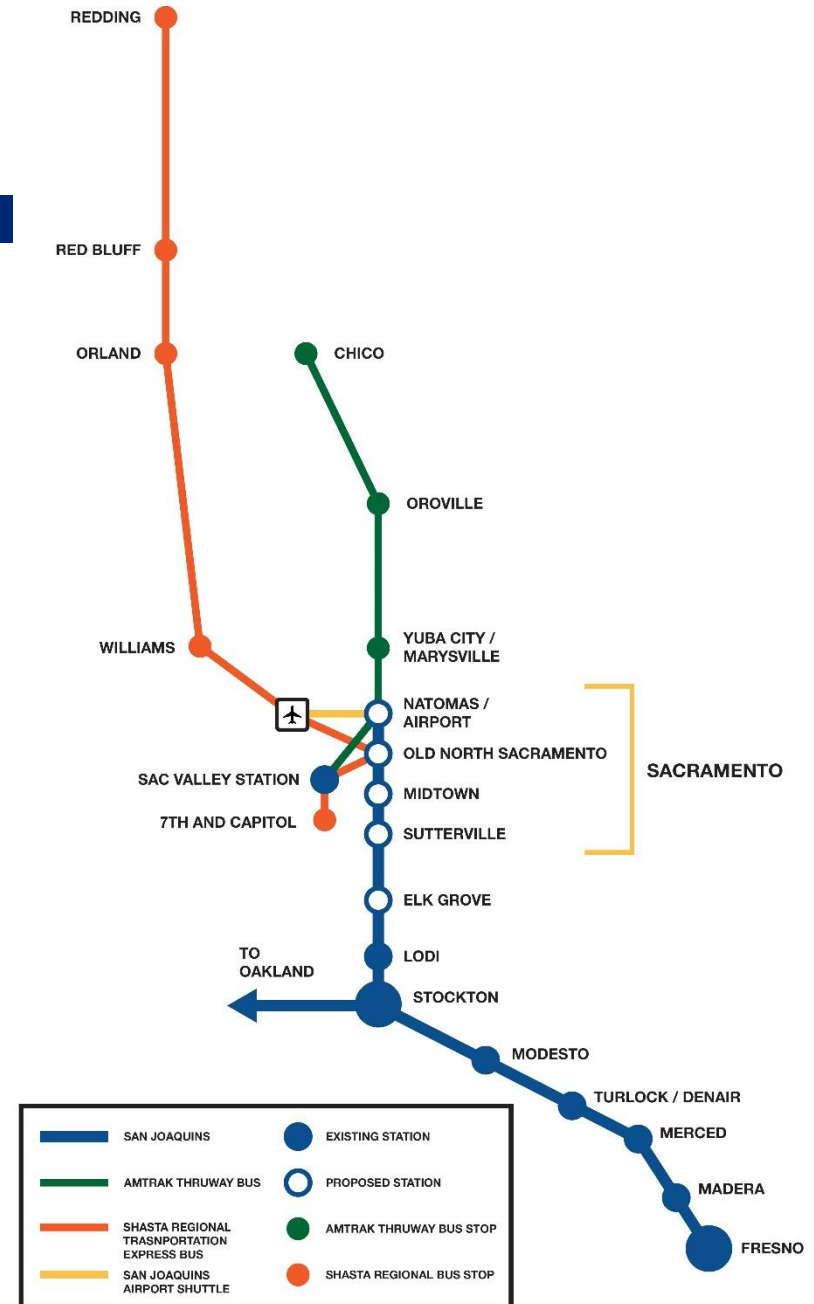 REDDING
RED BLUFF
ORLAND
CHICO
OROVILLE
WILLIAMS
YUBA CITY /
MARYSVILLE
NATOMAS /
AIRPORT
OLD NORTH SACRAMENTO
SACRAMENTO
SAC VALLEY STATION
MIDTOWN
7TH AND CAPITOL
SUTTERVILLE
ELK GROVE
LODI
TO
OAKLAND
STOCKTON
MODESTO
TURLOCK / DENAIR
MERCED
MADERA
FRESNO
SAN JOAQUINS
EXISTING STATION
AMTRAK THRUWAY BUS
PROPOSED STATION
SHASTA REGIONAL
TRASNPORTATION
EXPRESS BUS
AMTRAK THRUWAY BUS STOP
SAN JOAQUINS
AIRPORT SHUTTLE
SHASTA REGIONAL BUS STOP